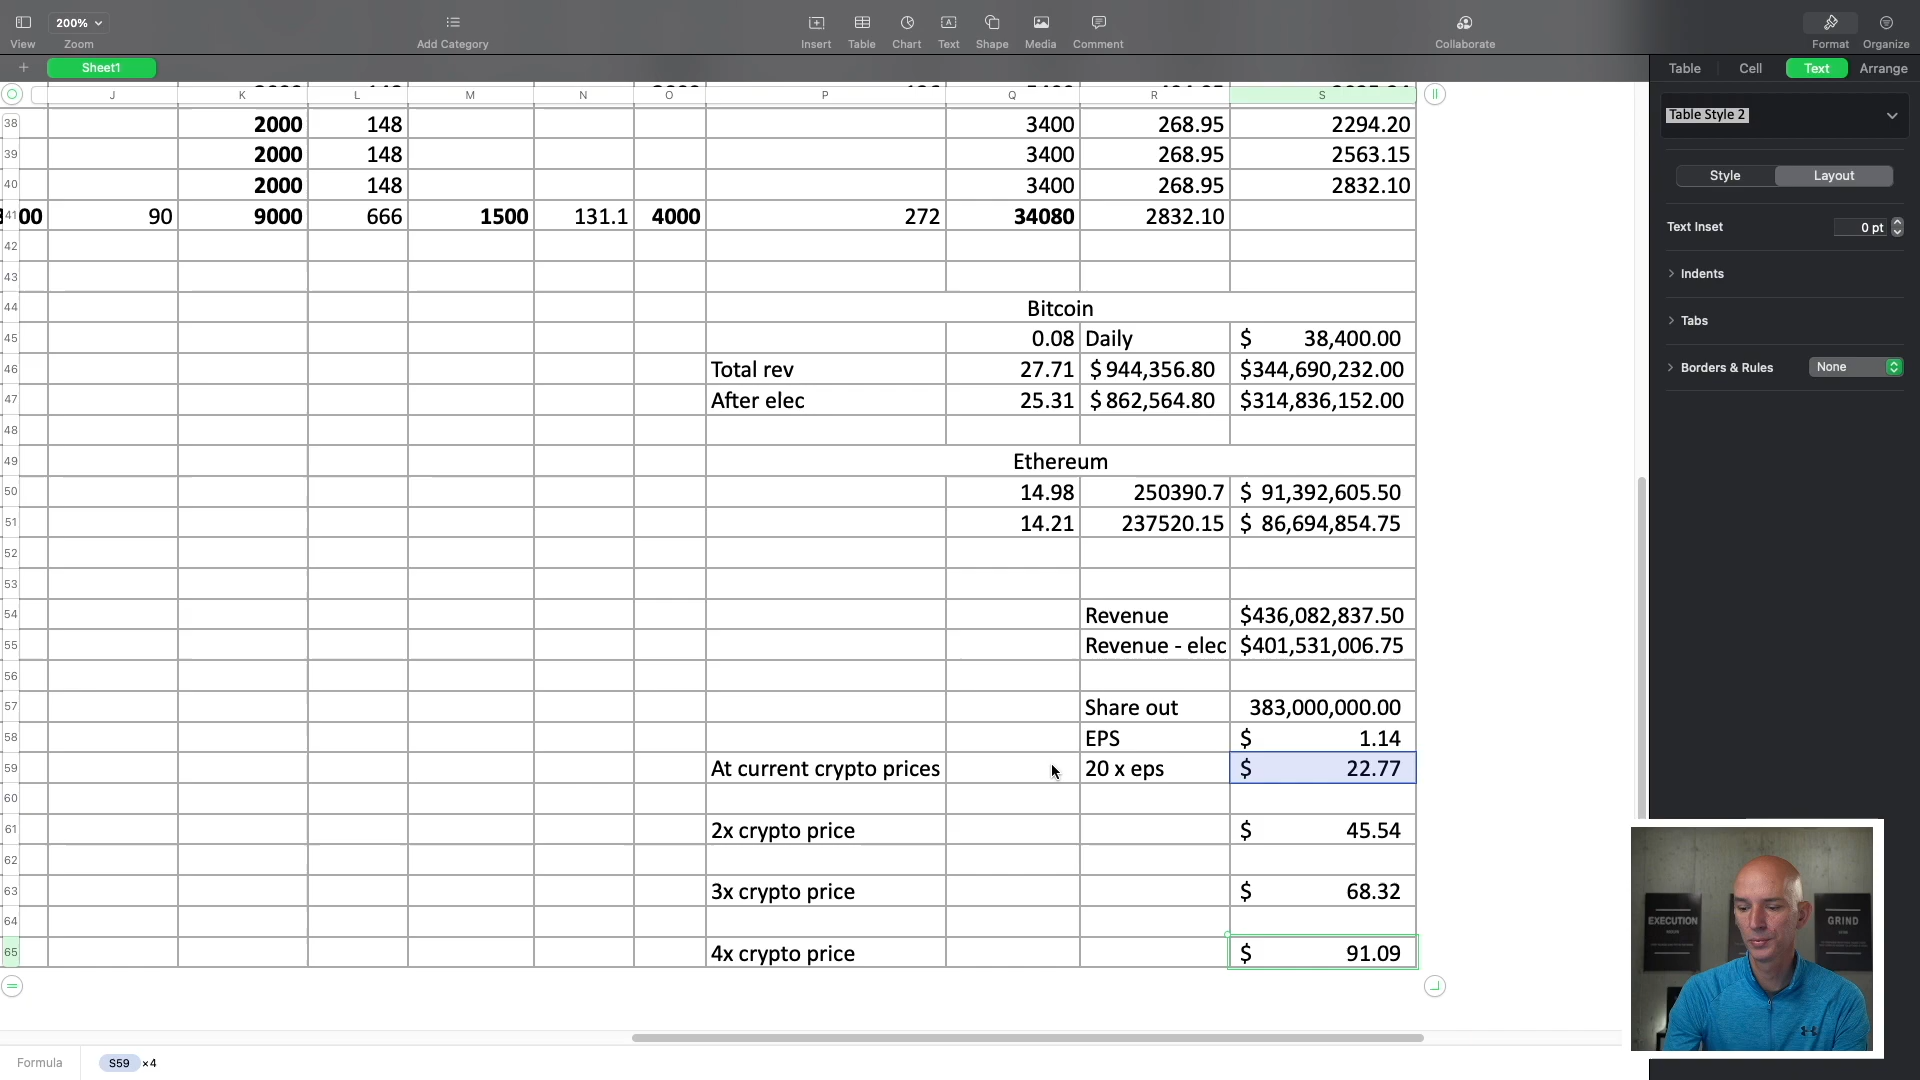 200%
View
Zoom
Add Category
Insert
Table
Chart
Text
Shape
Media
Comment
Collaborate
Format
Organize
Sheet1
Table
Cell
Text
Arrange
J K L M N O P Q R S
38 2000 148 3400 268.95 2294.20
39 2000 148 3400 268.95 2563.15
40 2000 148 3400 268.95 2832.10
41 00 90 9000 666 1500 131.1 4000 272 34080 2832.10
42
43
44 Bitcoin
45 0.08 Daily $ 38,400.00
46 Total rev 27.71 $ 944,356.80 $344,690,232.00
47 After elec 25.31 $ 862,564.80 $314,836,152.00
48
49 Ethereum
50 14.98 250390.7 $ 91,392,605.50
51 14.21 237520.15 $ 86,694,854.75
52
53
54 Revenue $436,082,837.50
55 Revenue - elec $401,531,006.75
56
57 Share out 383,000,000.00
58 EPS $ 1.14
59 At current crypto prices 20 x eps $ 22.77
60
61 2x crypto price $ 45.54
62
63 3x crypto price $ 68.32
64
65 4x crypto price $ 91.09
Formula
S59 ×4
Table Style 2
Style
Layout
Text Inset
0 pt
Indents
Tabs
Borders & Rules
None
EXECUTION
GRIND